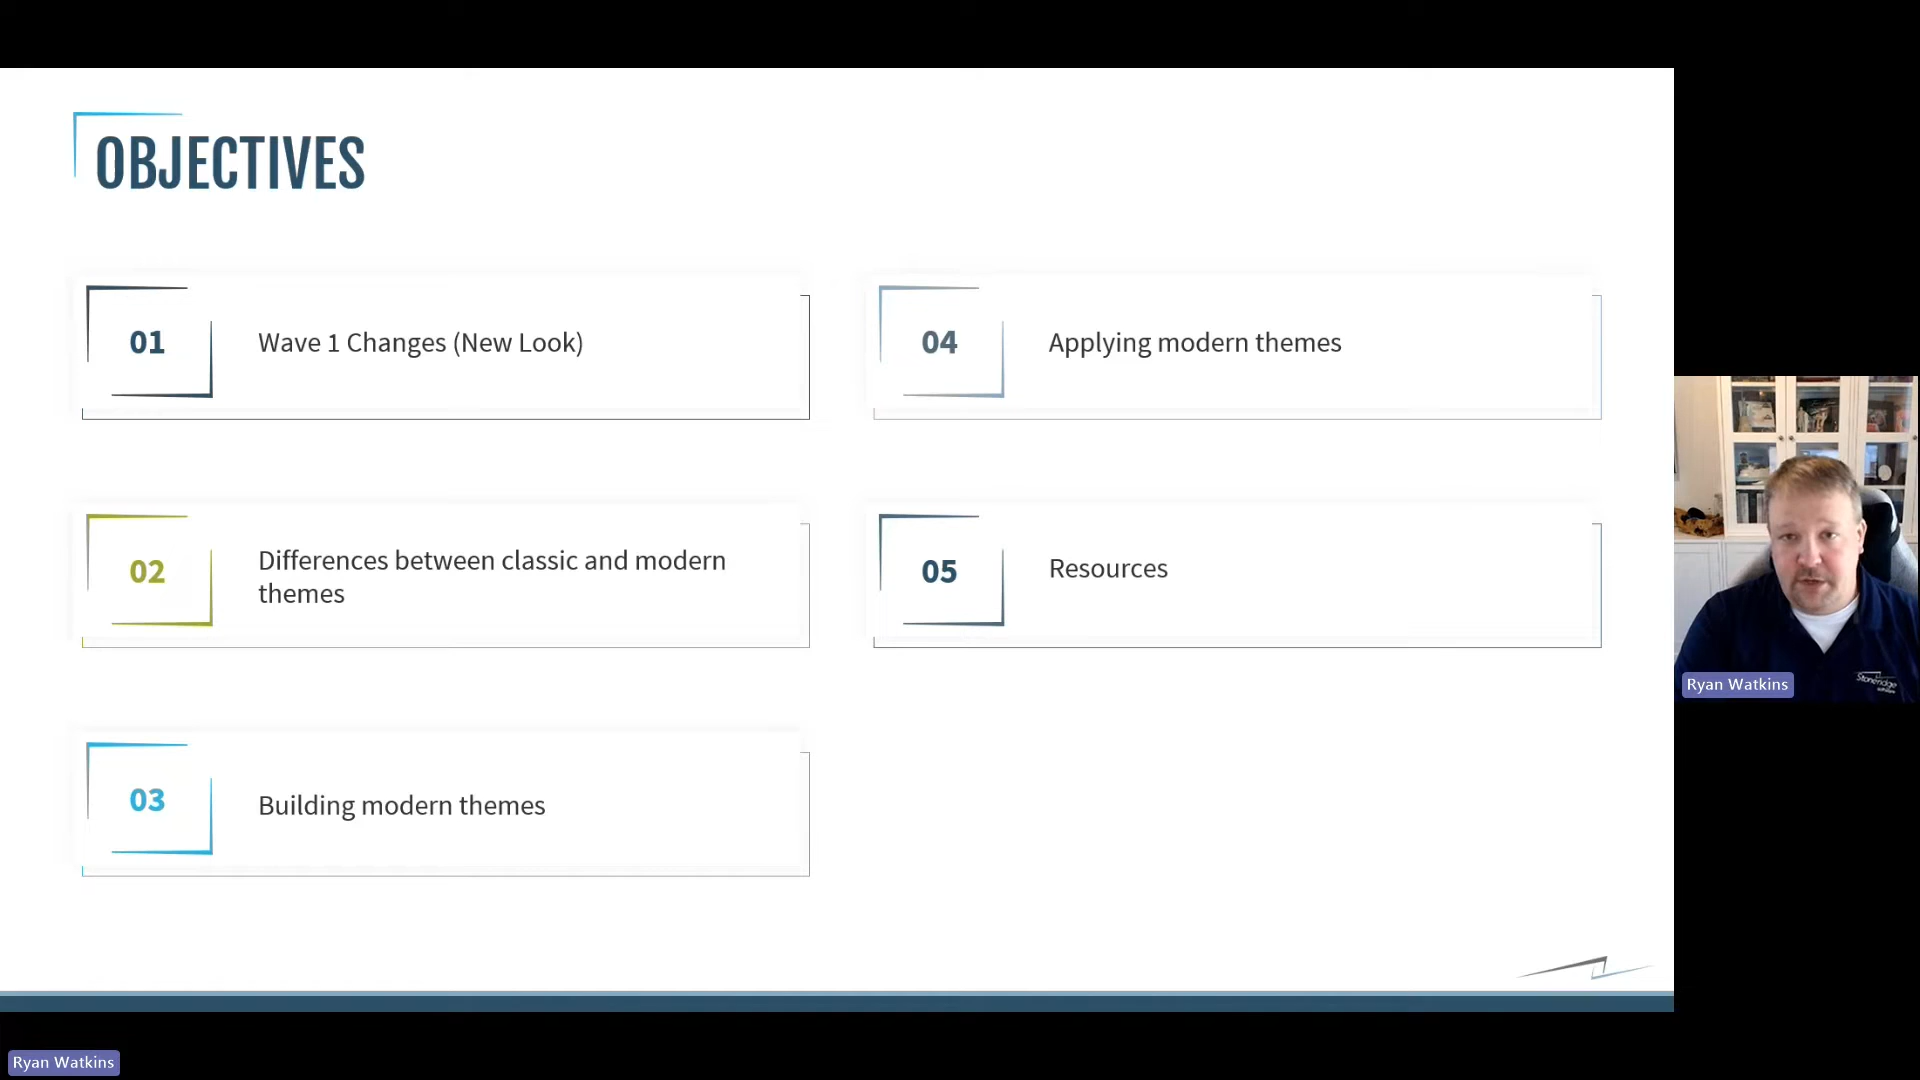 OBJECTIVES
01
Wave 1 Changes (New Look)
02
Differences between classic and modern
themes
03
Building modern themes
04
Applying modern themes
05
Resources
Ryan Watkins
Stoneridge
Ryan Watkins